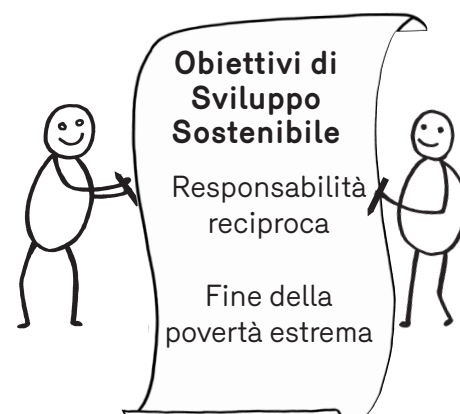 Obiettivi di
Sviluppo
Sostenibile
Responsabilità
reciproca
Fine della
povertà estrema